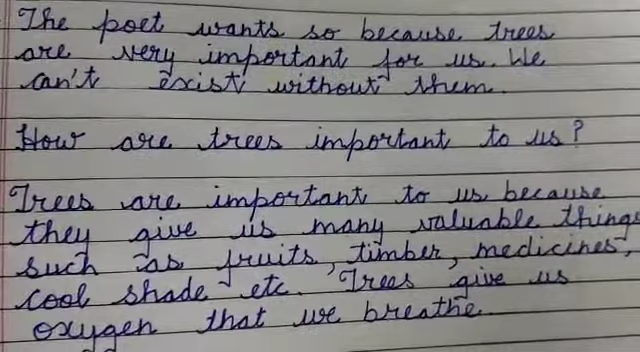 The poet wants so because trees
are very important for us. We
can't exist without them.
How are trees important to us?
Trees are important to us because
they give us many valuable things
such as fruits, timber, medicines,
cool shade etc. Trees give us
oxygen that we breathe.